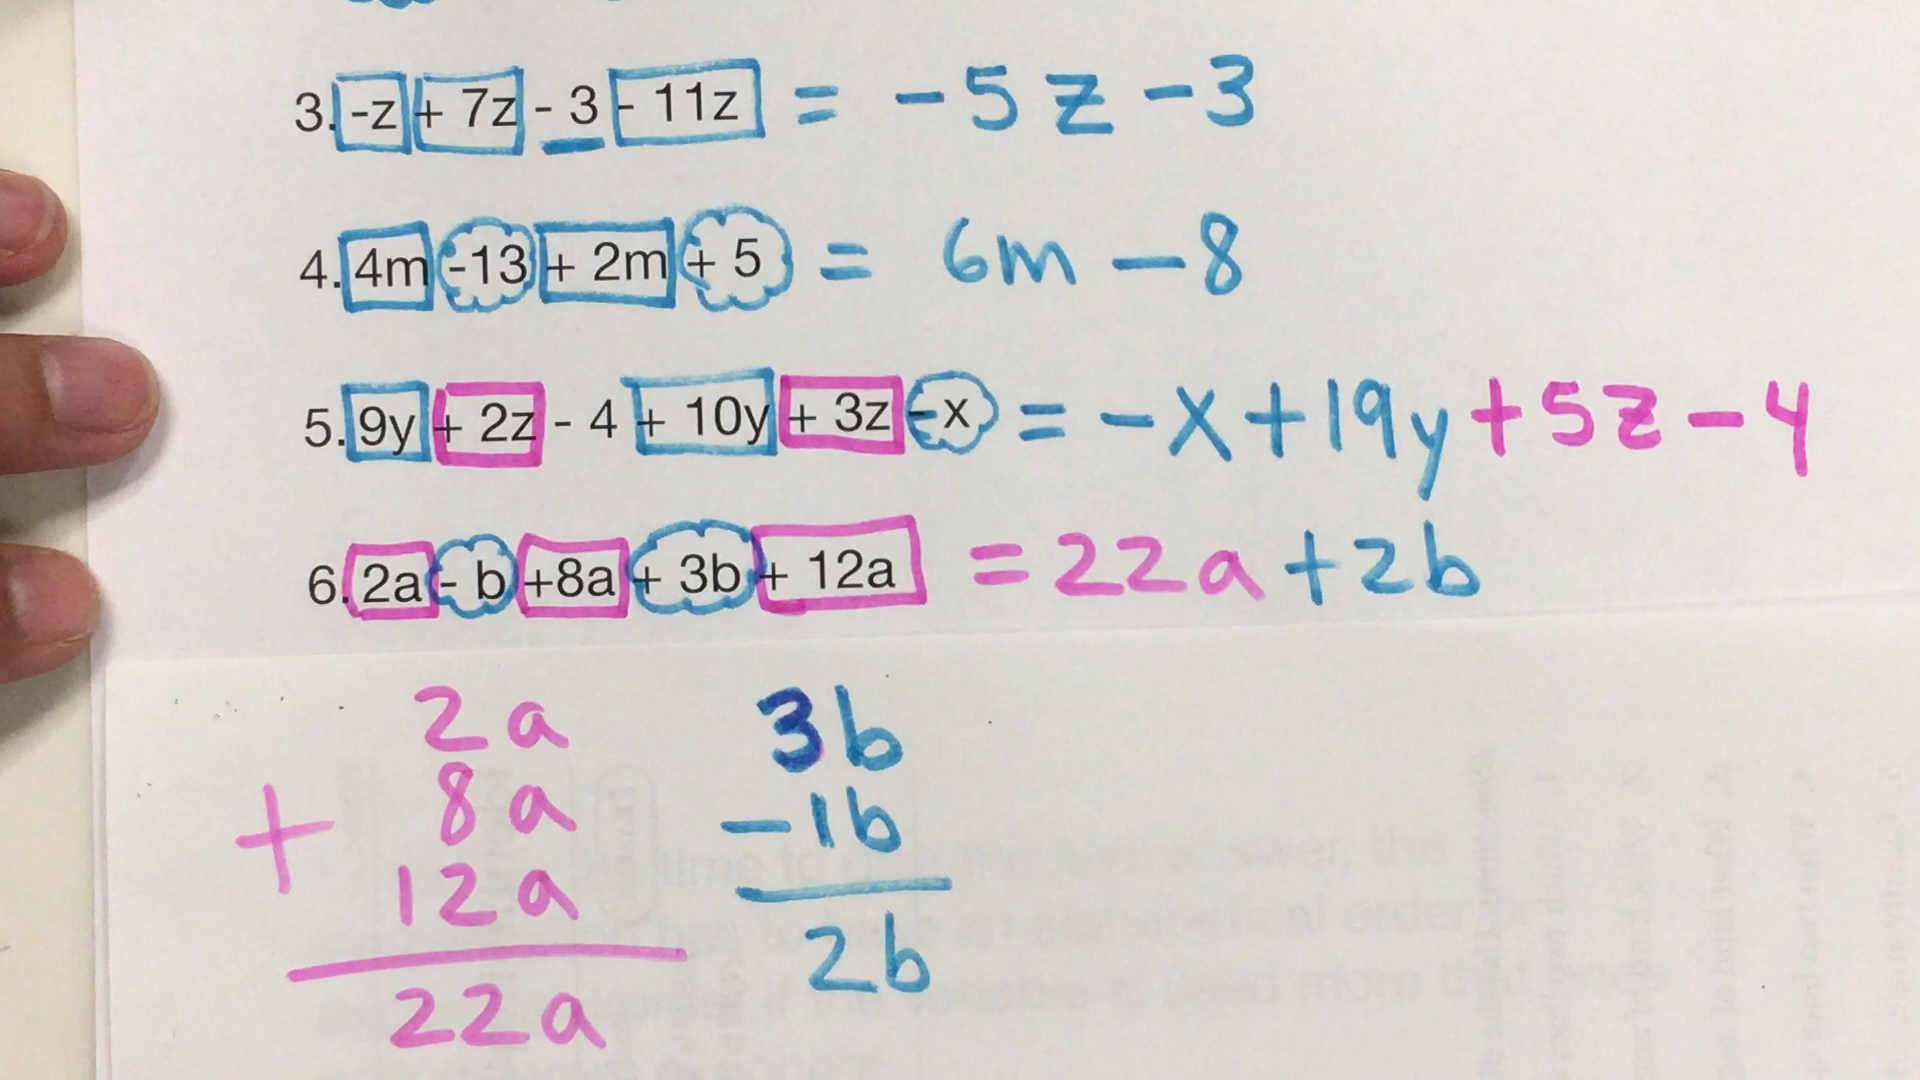 3. -z + 7z - 3 - 11z = -5z -3
4. 4m -13 + 2m + 5 = 6m - 8
5. 9y + 2z - 4 + 10y + 3z - x = -x + 19y + 5z - 4
6. 2a - b +8a + 3b + 12a = 22a + 2b
2a
+ 8a
12a
22a
3b
-1b
2b